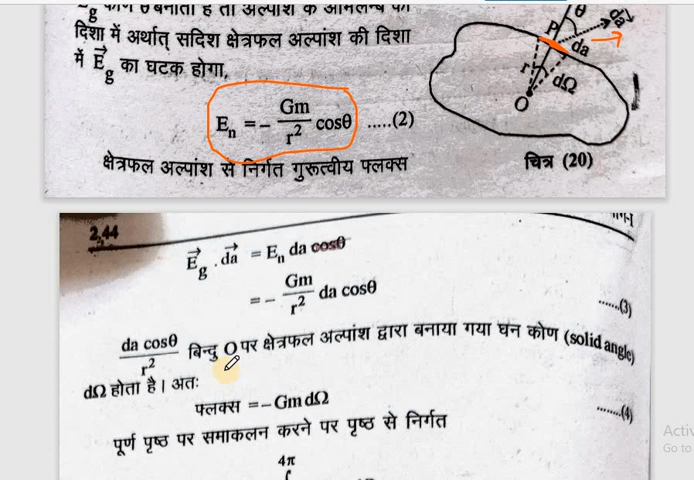 दिशा में अर्थात् सदिश क्षेत्रफल अल्पांश की दिशा
में E⃗g का घटक होगा,
En = − Gm/r² cosθ .....(2)
क्षेत्रफल अल्पांश से निर्गत गुरूत्वीय फ्लक्स
θ
P
da
da
r
dΩ
O
चित्र (20)
2.44
E⃗g . d⃗a = En da cosθ
= − Gm/r² da cosθ ......(3)
da cosθ/r² बिन्दु O पर क्षेत्रफल अल्पांश द्वारा बनाया गया घन कोण (solid angle)
dΩ होता है। अतः
फ्लक्स = − Gm dΩ ........(4)
पूर्ण पृष्ठ पर समाकलन करने पर पृष्ठ से निर्गत
4π
∫
Go to